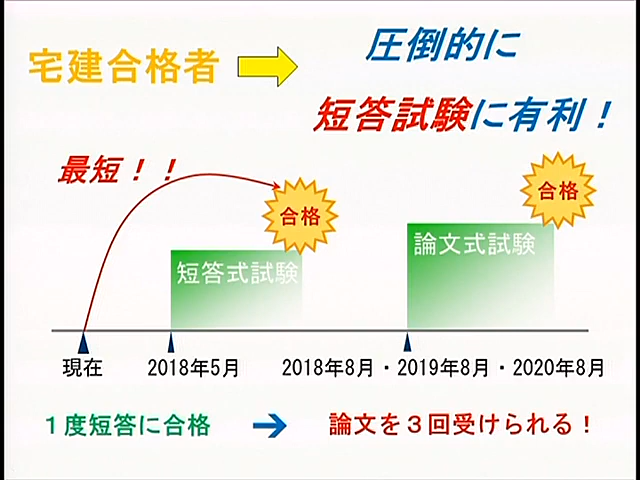 宅建合格者
圧倒的に
短答試験に有利！
最短！！
合格
合格
短答式試験
論文式試験
現在
2018年5月
2018年8月・2019年8月・2020年8月
１度短答に合格
論文を３回受けられる！